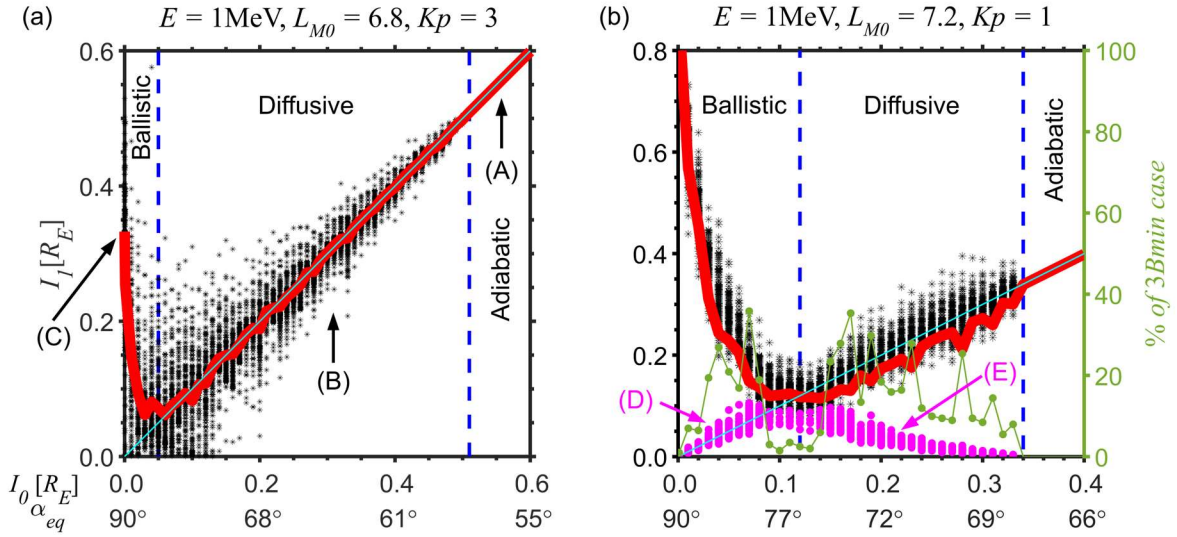 (a) E = 1MeV, L_M0 = 6.8, Kp = 3
0.6
0.4
0.2
0.0
I_1 [R_E]
Ballistic
Diffusive
Adiabatic
(A)
(B)
(C)
I_0 [R_E] 0.0 0.2 0.4 0.6
α_eq 90° 68° 61° 55°
(b) E = 1MeV, L_M0 = 7.2, Kp = 1
0.8
0.6
0.4
0.2
0.0
Ballistic
Diffusive
Adiabatic
(D)
(E)
100
80
60
40
20
0
% of 3Bmin case
0.0 0.1 0.2 0.3 0.4
90° 77° 72° 69° 66°